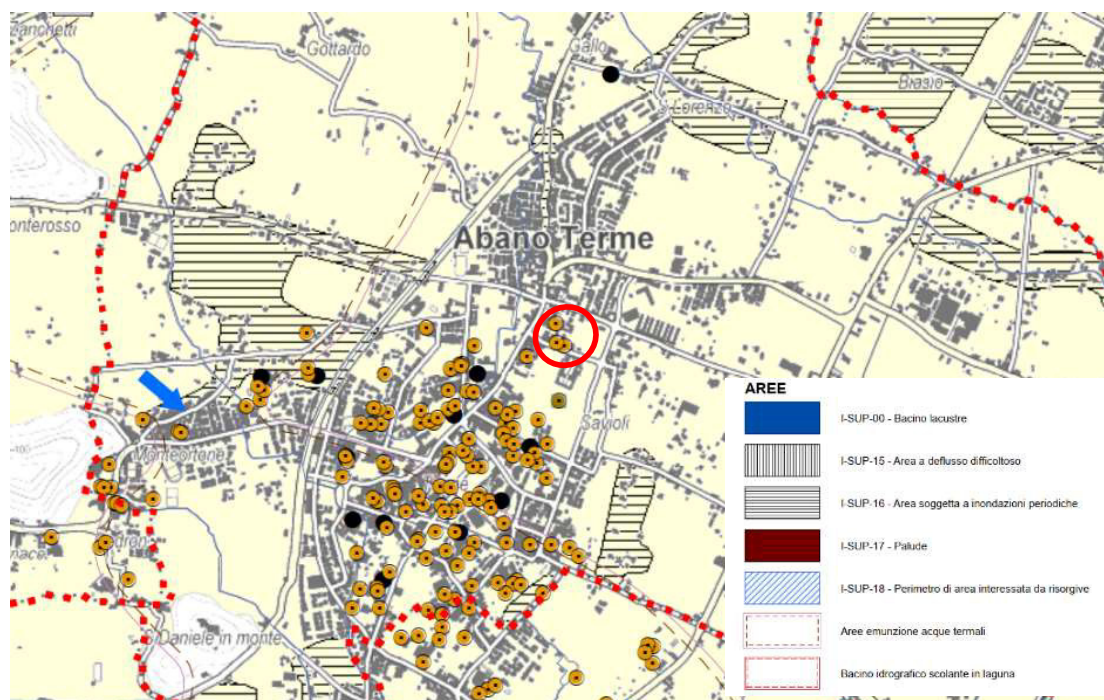 Gottardo
Gallo
Biasio
S Lorenzo
Abano Terme
Savioli
Monteortone
S Daniele in monte
AREE
I-SUP-00 - Bacino lacustre
I-SUP-15 - Area a deflusso difficoltoso
I-SUP-16 - Area soggetta a inondazioni periodiche
I-SUP-17 - Palude
I-SUP-18 - Perimetro di area interessata da risorgive
Aree emunzione acque termali
Bacino idrografico scolante in laguna